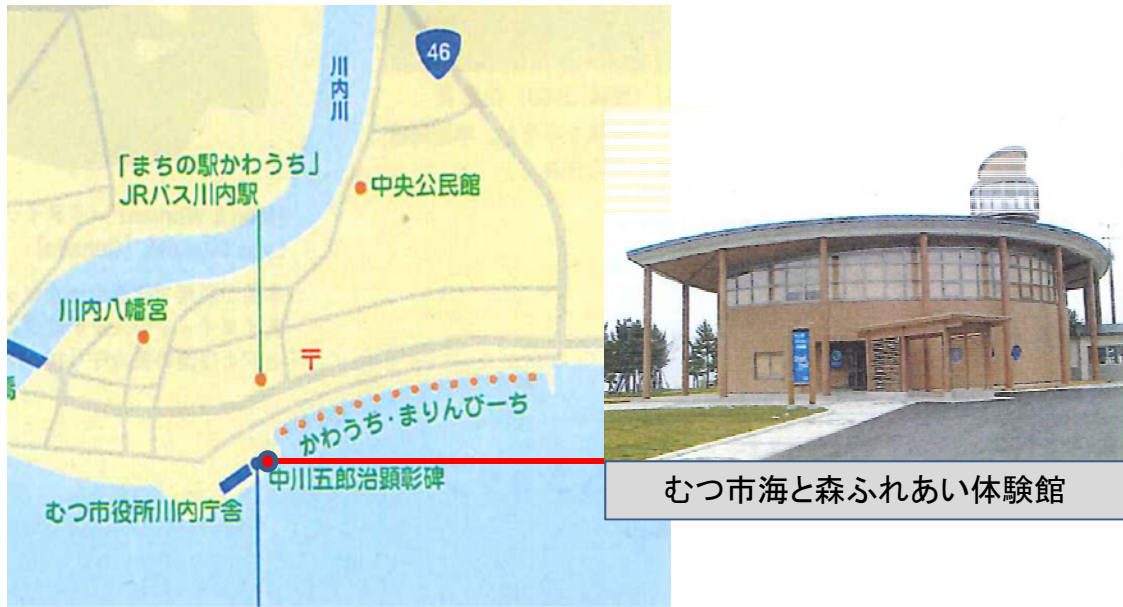 46
川内川
「まちの駅かわうち」
JRバス川内駅
中央公民館
川内八幡宮
〒
かわうち・まりんびーち
中川五郎治顕彰碑
むつ市役所川内庁舎
むつ市海と森ふれあい体験館